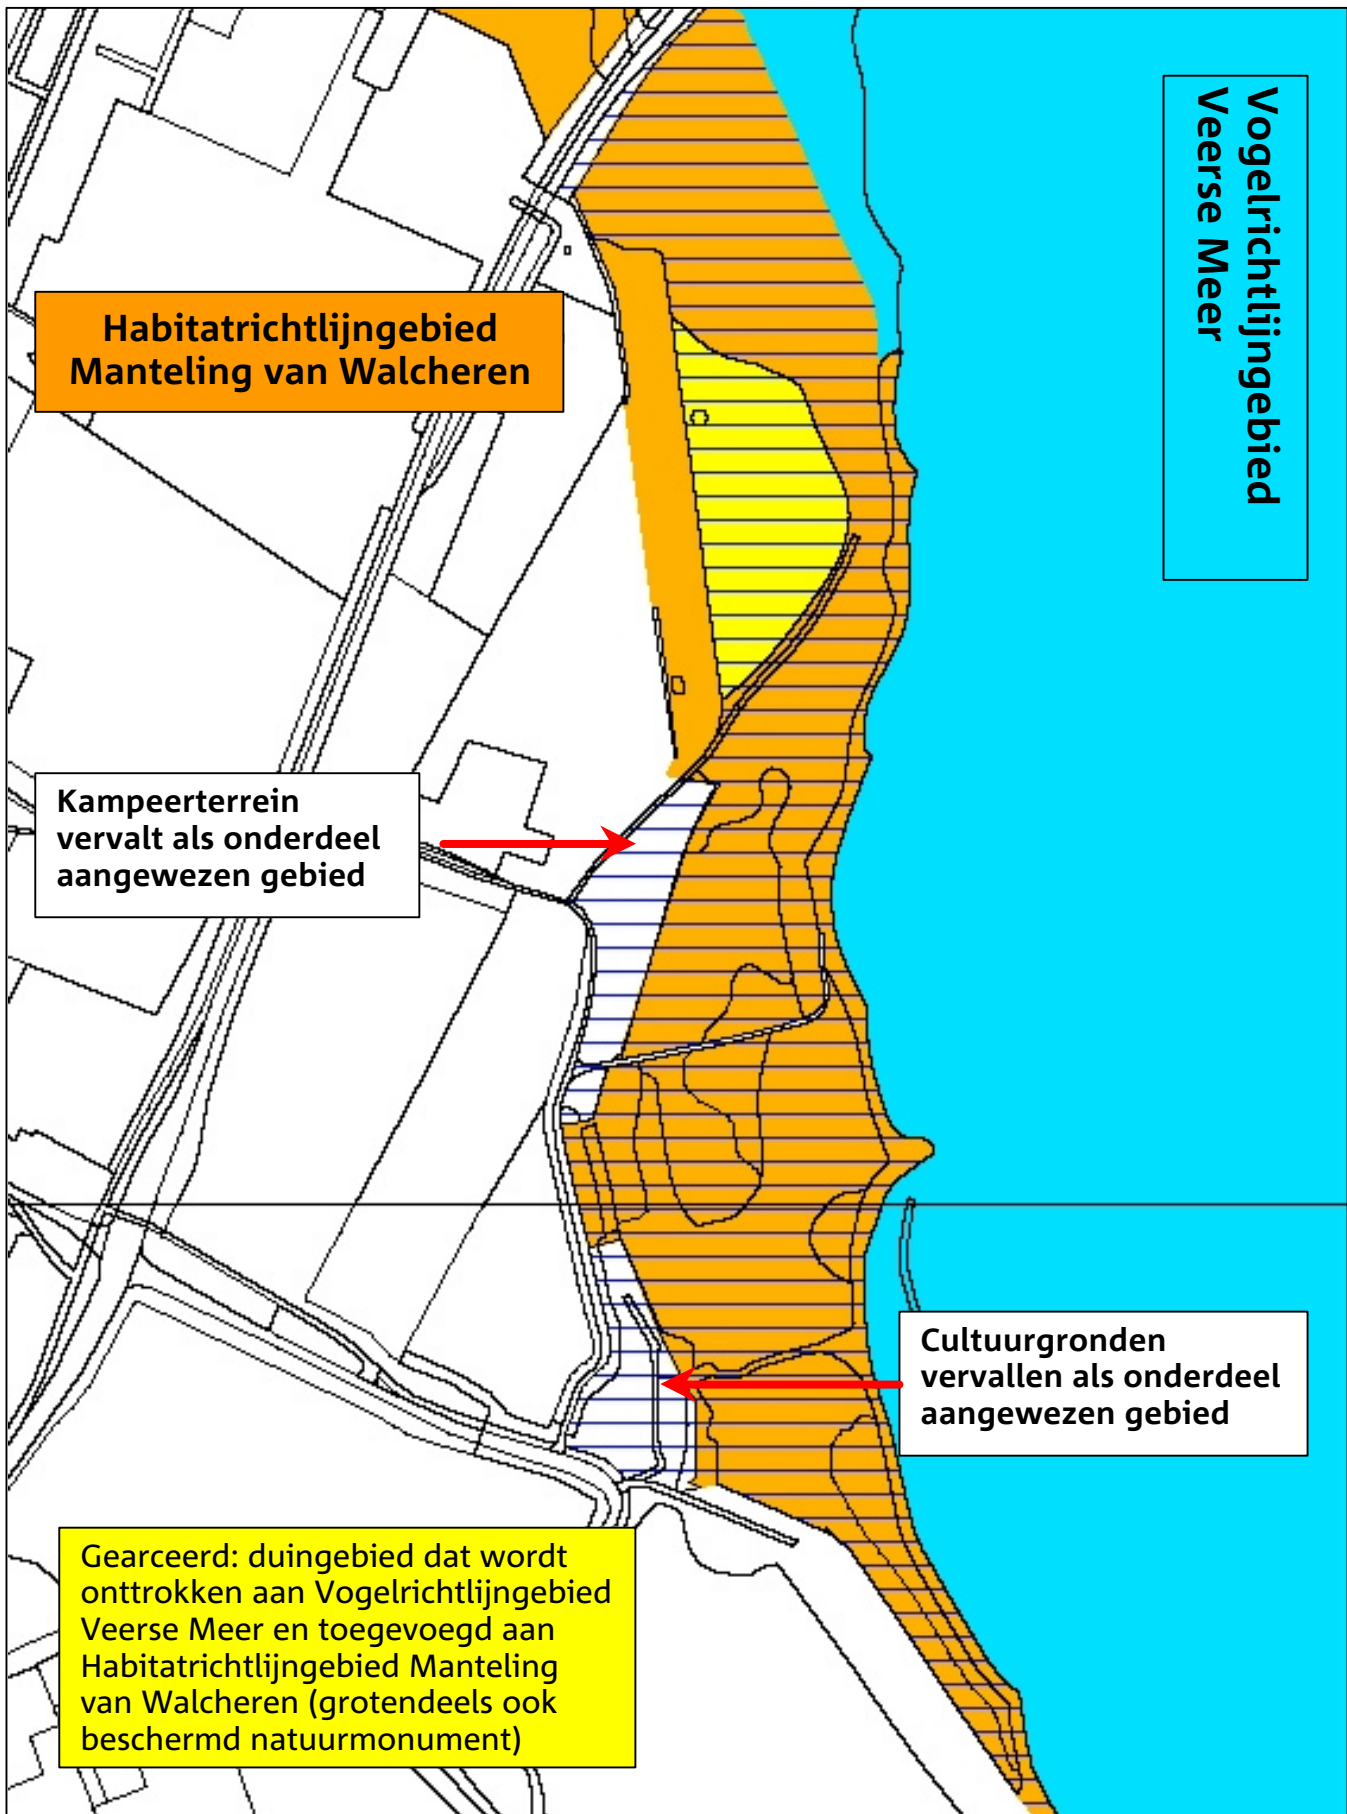 Vogelrichtlijngebied
Veerse Meer
Habitatrichtlijngebied
Manteling van Walcheren
Kampeerterrein
vervalt als onderdeel
aangewezen gebied
Cultuurgronden
vervallen als onderdeel
aangewezen gebied
Gearceerd: duingebied dat wordt
onttrokken aan Vogelrichtlijngebied
Veerse Meer en toegevoegd aan
Habitatrichtlijngebied Manteling
van Walcheren (grotendeels ook
beschermd natuurmonument)